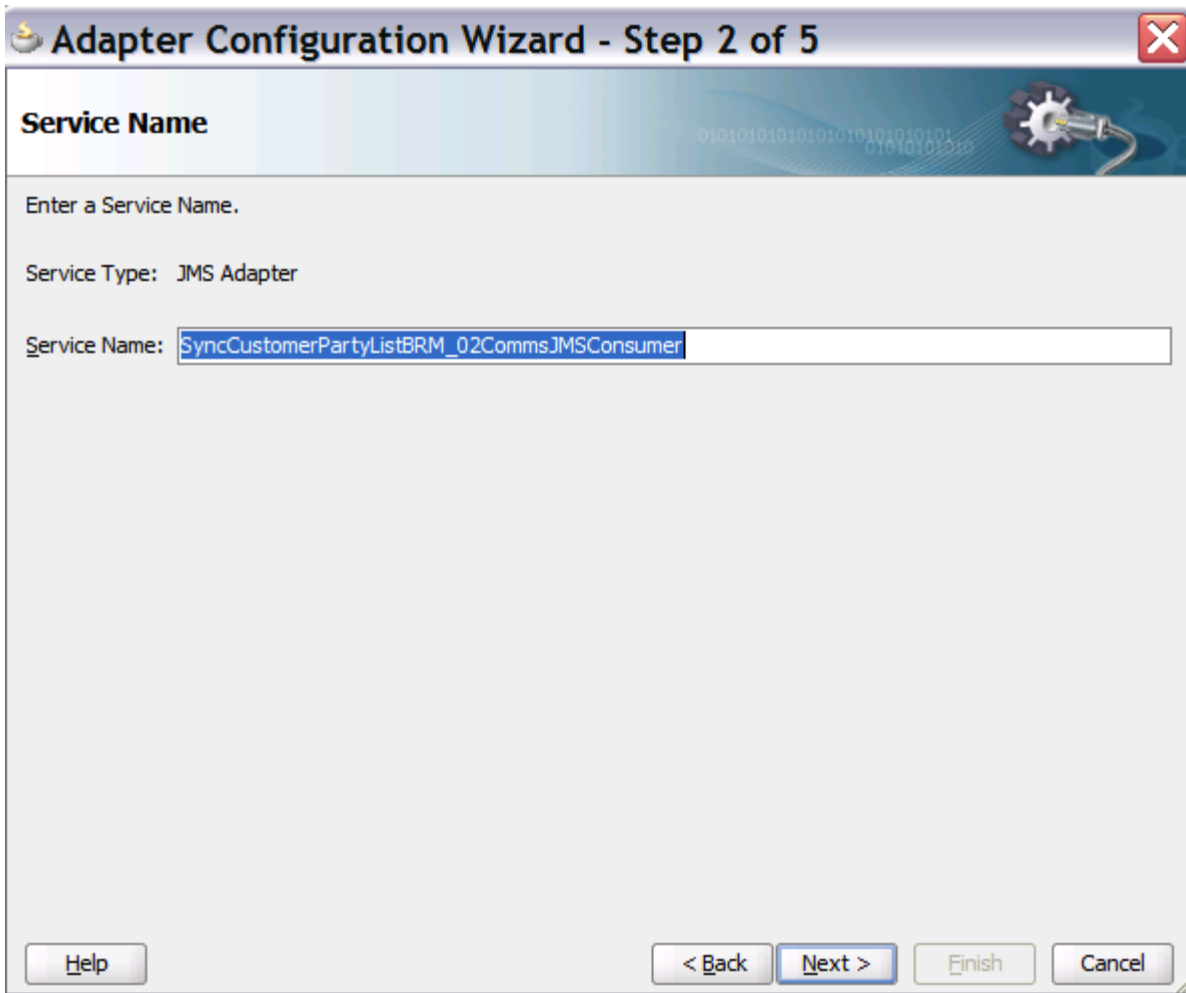 Adapter Configuration Wizard - Step 2 of 5
Service Name
Enter a Service Name.
Service Type: JMS Adapter
Service Name: SyncCustomerPartyListBRM_02CommsJMSConsumer
Help < Back Next > Finish Cancel